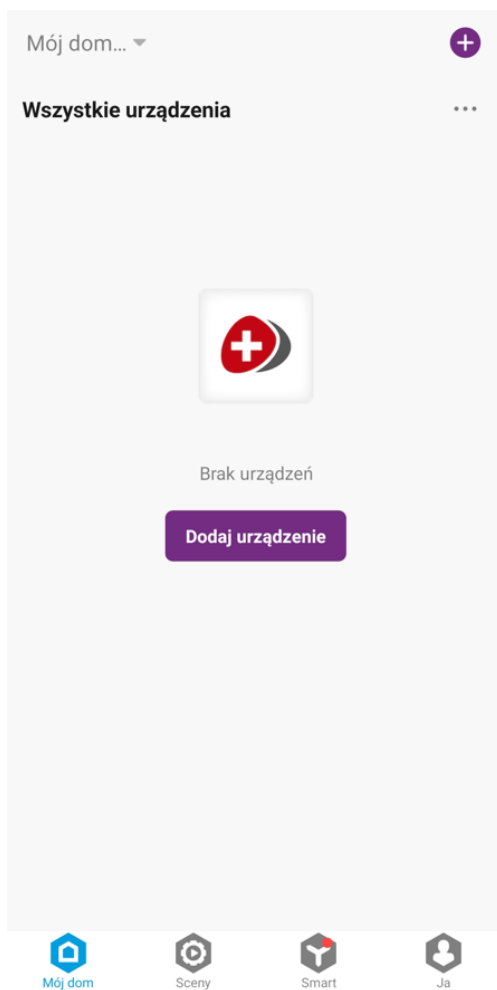 Mój dom...
Wszystkie urządzenia
Brak urządzeń
Dodaj urządzenie
Mój dom
Sceny
Smart
Ja